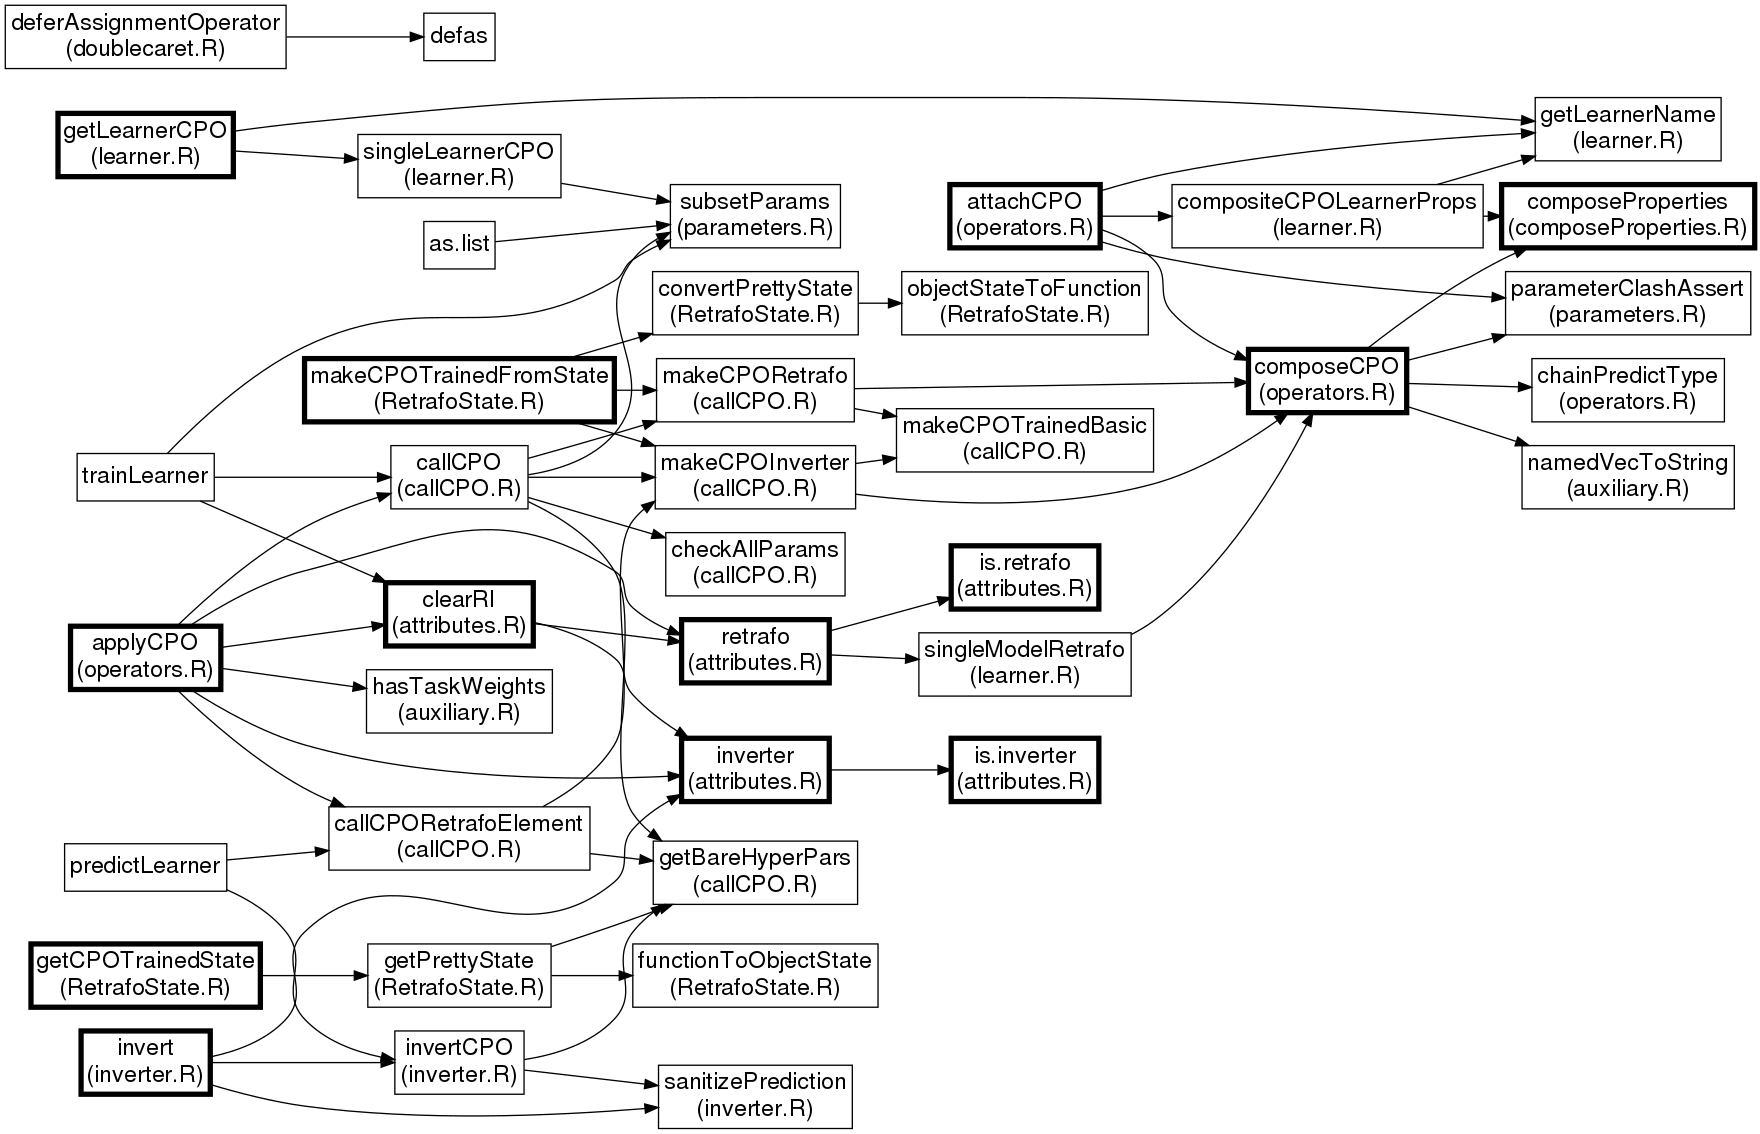 deferAssignmentOperator
(doublecaret.R)
defas
getLearnerCPO
(learner.R)
singleLearnerCPO
(learner.R)
as.list
subsetParams
(parameters.R)
attachCPO
(operators.R)
compositeCPOLearnerProps
(learner.R)
getLearnerName
(learner.R)
composeProperties
(composeProperties.R)
convertPrettyState
(RetrafoState.R)
objectStateToFunction
(RetrafoState.R)
parameterClashAssert
(parameters.R)
makeCPOTrainedFromState
(RetrafoState.R)
makeCPORetrafo
(callCPO.R)
composeCPO
(operators.R)
chainPredictType
(operators.R)
makeCPOTrainedBasic
(callCPO.R)
trainLearner
callCPO
(callCPO.R)
makeCPOInverter
(callCPO.R)
namedVecToString
(auxiliary.R)
checkAllParams
(callCPO.R)
is.retrafo
(attributes.R)
clearRI
(attributes.R)
applyCPO
(operators.R)
retrafo
(attributes.R)
singleModelRetrafo
(learner.R)
hasTaskWeights
(auxiliary.R)
inverter
(attributes.R)
is.inverter
(attributes.R)
callCPORetrafoElement
(callCPO.R)
predictLearner
getBareHyperPars
(callCPO.R)
getCPOTrainedState
(RetrafoState.R)
getPrettyState
(RetrafoState.R)
functionToObjectState
(RetrafoState.R)
invert
(inverter.R)
invertCPO
(inverter.R)
sanitizePrediction
(inverter.R)